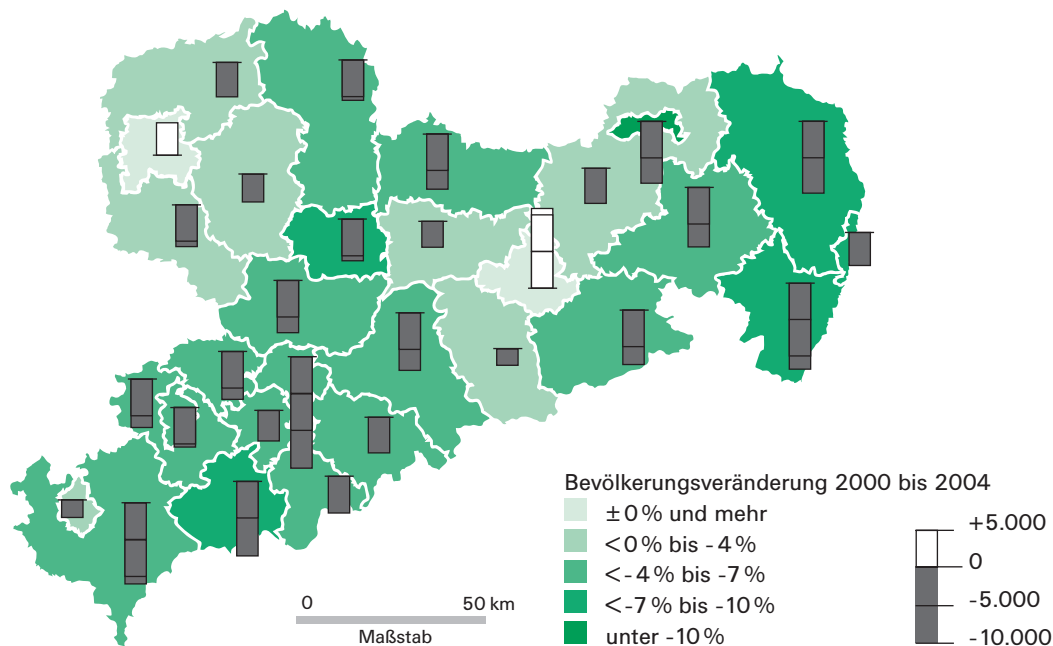 Bevölkerungsveränderung 2000 bis 2004
±0 % und mehr
<0 % bis -4 %
<-4 % bis -7 %
<-7 % bis -10 %
unter -10 %
+5.000
0
-5.000
-10.000
0 50 km
Maßstab